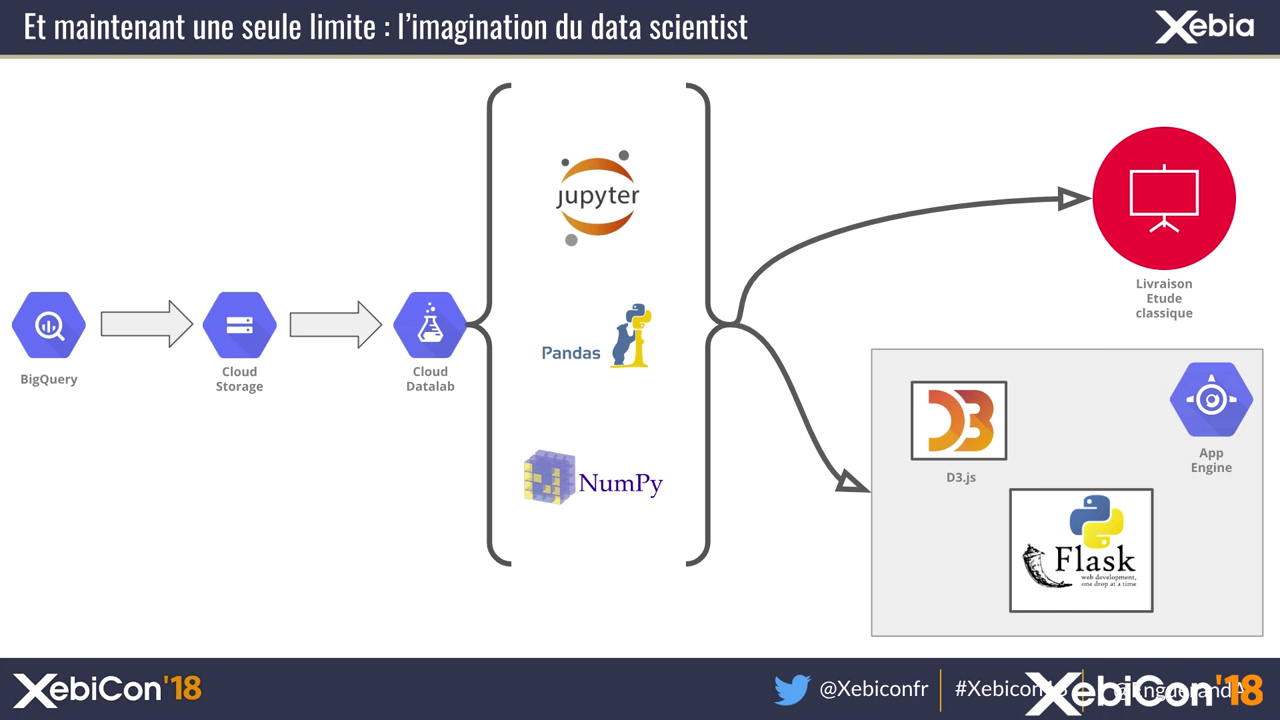 Et maintenant une seule limite : l'imagination du data scientist
Xebia
jupyter
BigQuery
Cloud
Storage
Cloud
Datalab
Pandas
NumPy
Livraison
Etude
classique
D3
D3.js
App
Engine
Flask
web development,
one drop at a time
XebiCon'18
@Xebiconfr
XebiCon'18